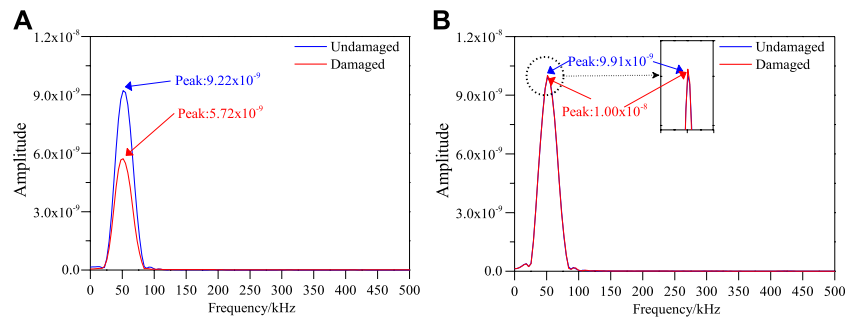 A
Amplitude
1.2x10⁻⁸
9.0x10⁻⁹
6.0x10⁻⁹
3.0x10⁻⁹
0.0
Undamaged
Damaged
Peak:9.22x10⁻⁹
Peak:5.72x10⁻⁹
0 50 100 150 200 250 300 350 400 450 500
Frequency/kHz
B
Amplitude
1.2x10⁻⁸
9.0x10⁻⁹
6.0x10⁻⁹
3.0x10⁻⁹
0.0
Undamaged
Damaged
Peak:9.91x10⁻⁹
Peak:1.00x10⁻⁸
0 50 100 150 200 250 300 350 400 450 500
Frequency/kHz